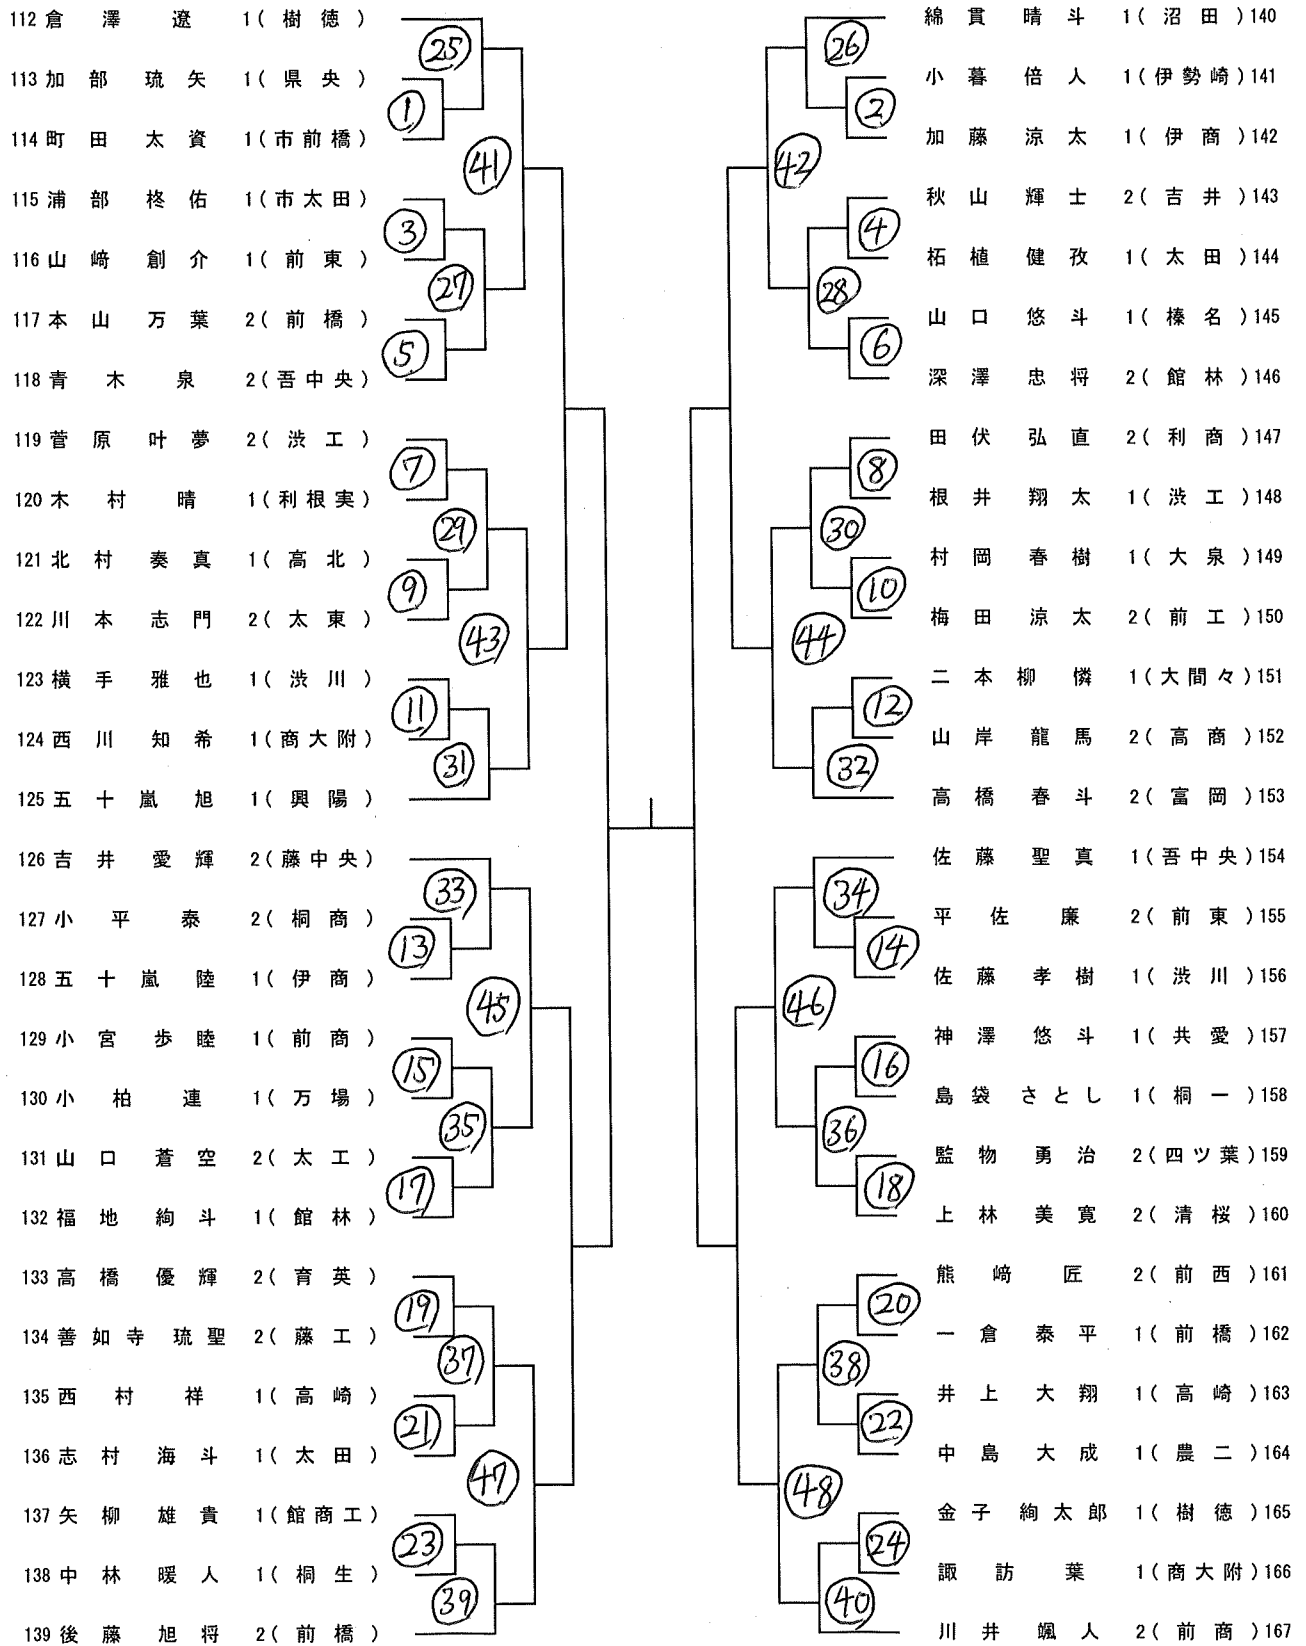 112 倉澤遼 1(樹徳)
113 加部琉矢 1(県央)
114 町田太資 1(市前橋)
115 浦部柊佑 1(市太田)
116 山﨑創介 1(前東)
117 本山万葉 2(前橋)
118 青木泉 2(吾中央)
119 菅原叶夢 2(渋工)
120 木村晴 1(利根実)
121 北村奏真 1(高北)
122 川本志門 2(太東)
123 横手雅也 1(渋川)
124 西川知希 1(商大附)
125 五十嵐旭 1(興陽)
126 吉井愛輝 2(藤中央)
127 小平泰 2(桐商)
128 五十嵐陸 1(伊商)
129 小宮歩睦 1(前商)
130 小柏連 1(万場)
131 山口蒼空 2(太工)
132 福地絢斗 1(館林)
133 高橋優輝 2(育英)
134 善如寺琉聖 2(藤工)
135 西村祥 1(高崎)
136 志村海斗 1(太田)
137 矢柳雄貴 1(館商工)
138 中林暖人 1(桐生)
139 後藤旭将 2(前橋)
㉕
①
㊶
③
㉗
⑤
⑦
㉙
⑨
㊸
⑪
㉛
㉝
⑬
㊺
⑮
㉟
⑰
⑲
㊲
㉑
㊼
㉓
㊴
㉖
②
㊷
④
㉘
⑥
⑧
㉚
⑩
㊹
⑫
㉜
㉞
⑭
㊻
⑯
㊱
⑱
⑳
㊳
㉒
㊽
㉔
㊵
綿貫晴斗 1(沼田)140
小暮倍人 1(伊勢崎)141
加藤涼太 1(伊商)142
秋山輝士 2(吉井)143
柘植健孜 1(太田)144
山口悠斗 1(榛名)145
深澤忠将 2(館林)146
田伏弘直 2(利商)147
根井翔太 1(渋工)148
村岡春樹 1(大泉)149
梅田涼太 2(前工)150
二本柳憐 1(大間々)151
山岸龍馬 2(高商)152
高橋春斗 2(富岡)153
佐藤聖真 1(吾中央)154
平佐廉 2(前東)155
佐藤孝樹 1(渋川)156
神澤悠斗 1(共愛)157
島袋さとし 1(桐一)158
監物勇治 2(四ツ葉)159
上林美寛 2(清桜)160
熊﨑匠 2(前西)161
一倉泰平 1(前橋)162
井上大翔 1(高崎)163
中島大成 1(農二)164
金子絢太郎 1(樹徳)165
諏訪葉 1(商大附)166
川井颯人 2(前商)167